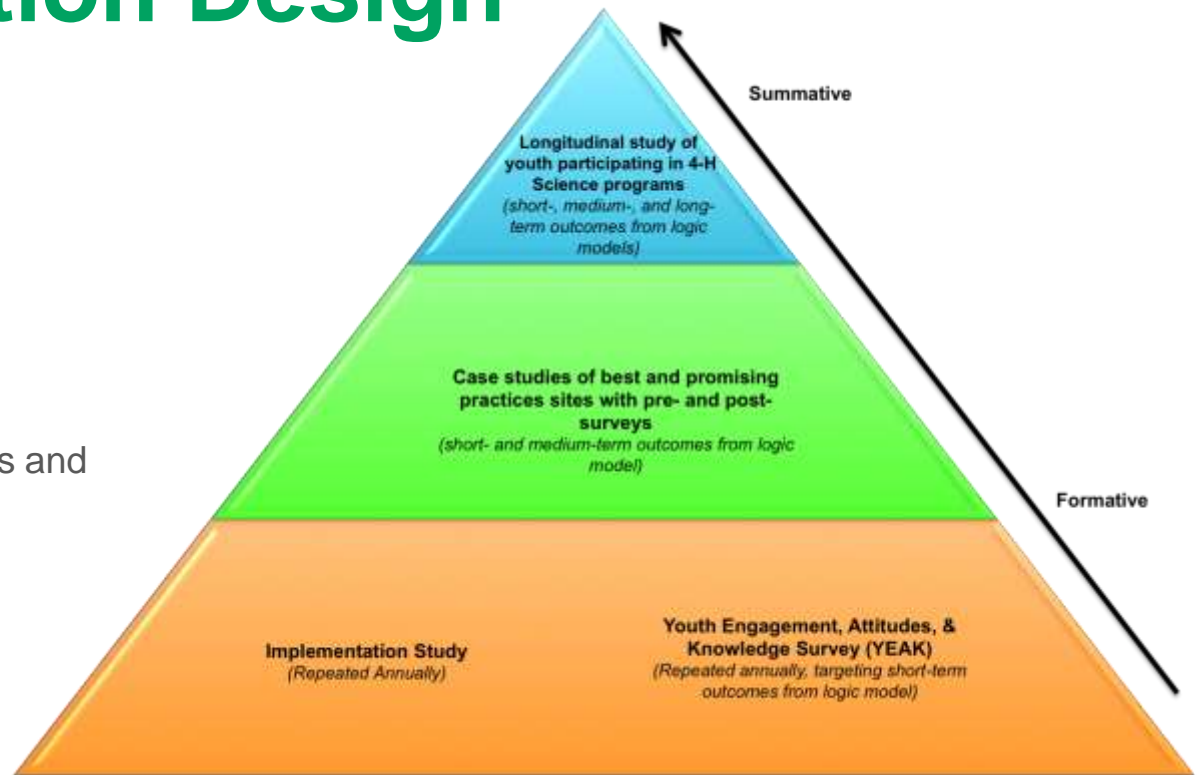 tion Design
Summative
Longitudinal study of
youth participating in 4-H
Science programs
(short-, medium-, and long-
term outcomes from logic
models)
Case studies of best and promising
practices sites with pre- and post-
surveys
(short- and medium-term outcomes from logic
model)
s and
Formative
Implementation Study
(Repeated Annually)
Youth Engagement, Attitudes, &
Knowledge Survey (YEAK)
(Repeated annually, targeting short-term
outcomes from logic model)